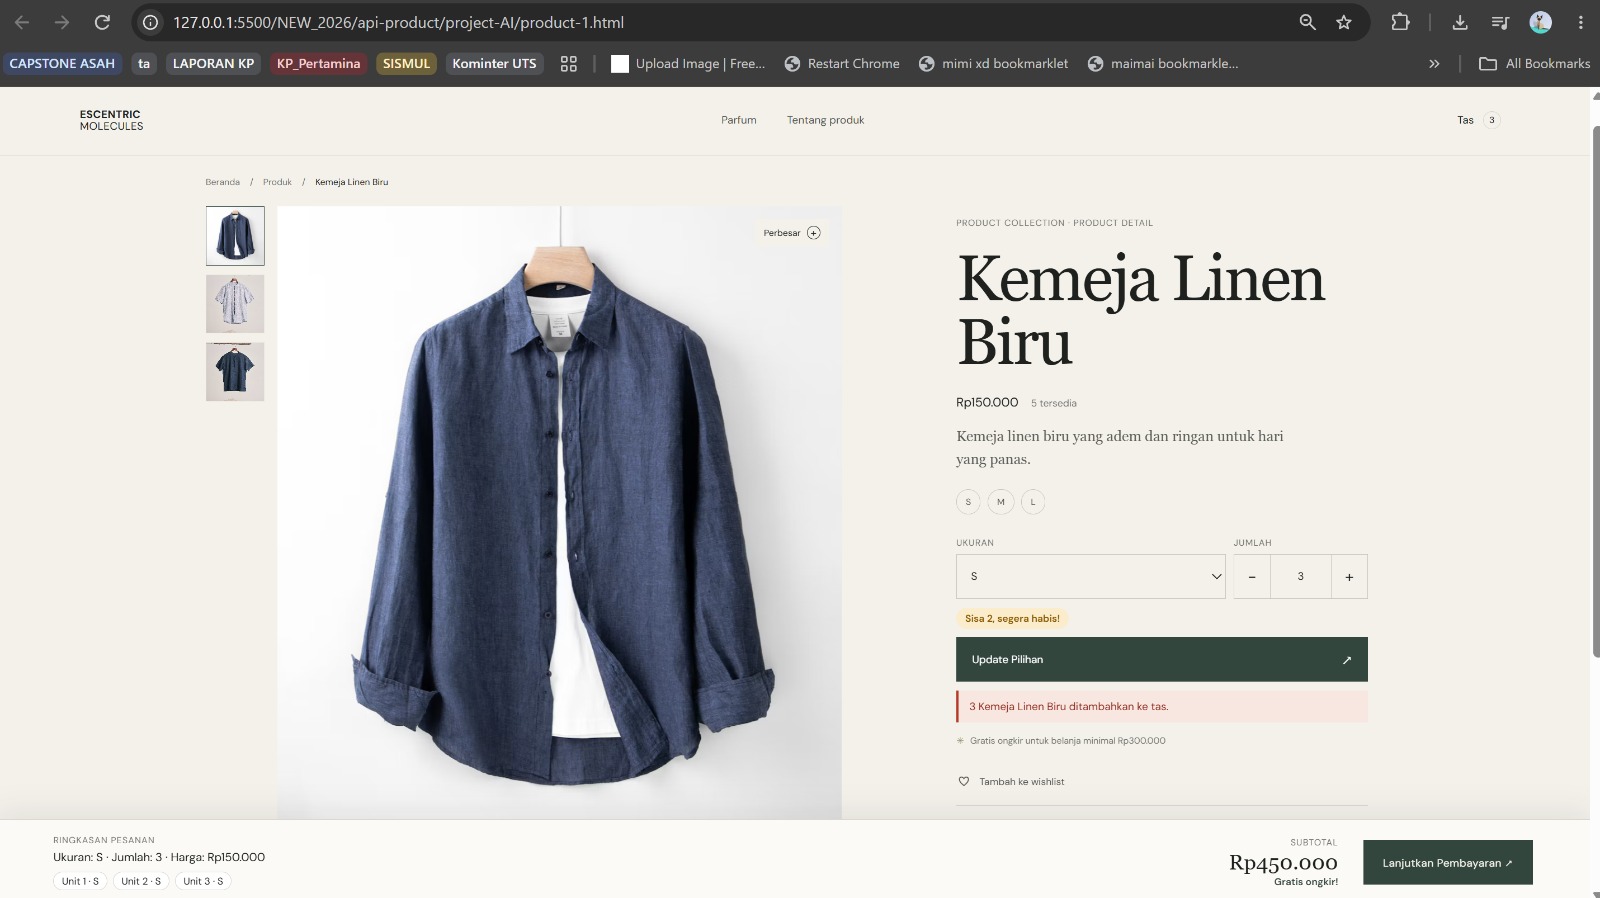 127.0.0.1:5500/NEW_2026/api-product/project-AI/product-1.html
CAPSTONE ASAH
ta
LAPORAN KP
KP_Pertamina
SISMUL
Kominter UTS
Upload Image | Free...
Restart Chrome
mimi xd bookmarklet
maimai bookmarkle...
»
All Bookmarks
ESCENTRIC
MOLECULES
Parfum
Tentang produk
Tas 3
Beranda / Produk / Kemeja Linen Biru
Perbesar +
PRODUCT COLLECTION · PRODUCT DETAIL
Kemeja Linen
Biru
Rp150.000 5 tersedia
Kemeja linen biru yang adem dan ringan untuk hari
yang panas.
S M L
UKURAN
JUMLAH
S
− 3 +
Sisa 2, segera habis!
Update Pilihan ↗
3 Kemeja Linen Biru ditambahkan ke tas.
✳ Gratis ongkir untuk belanja minimal Rp300.000
Tambah ke wishlist
RINGKASAN PESANAN
Ukuran: S · Jumlah: 3 · Harga: Rp150.000
Unit 1 · S
Unit 2 · S
Unit 3 · S
SUBTOTAL
Rp450.000
Gratis ongkir!
Lanjutkan Pembayaran ↗